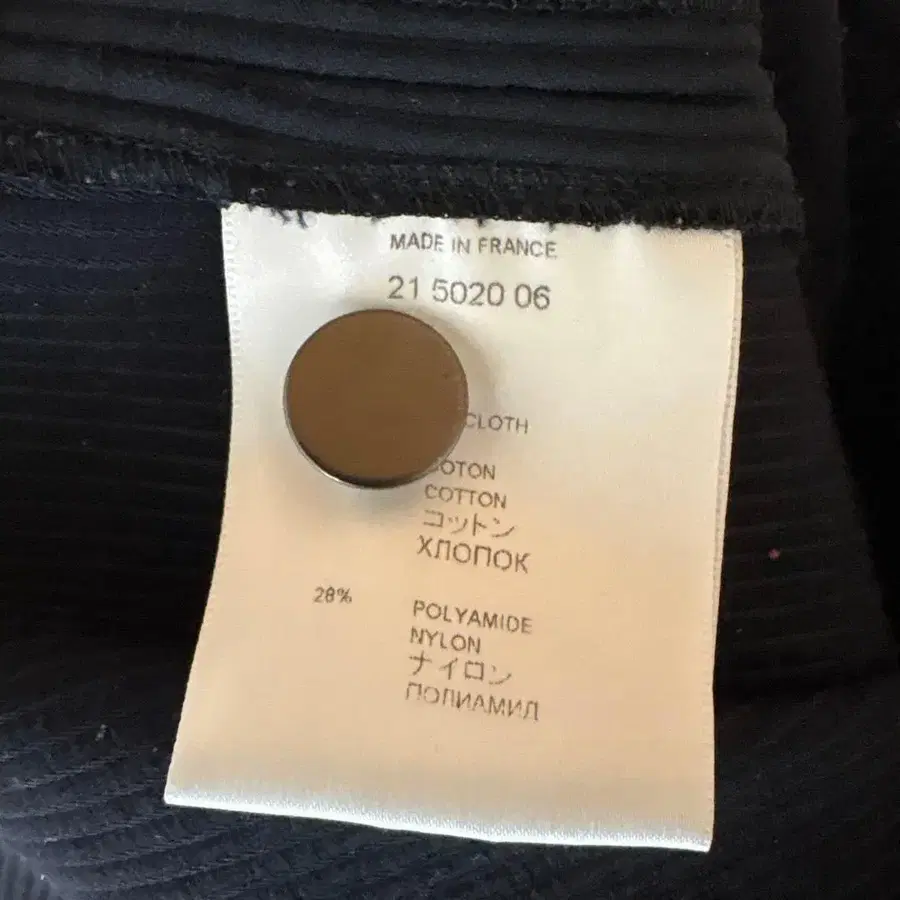 MADE IN FRANCE
21 5020 06
CLOTH
COTON
COTTON
コットン
ХЛОПОК
28% POLYAMIDE
NYLON
ナイロン
ПОЛИАМИД